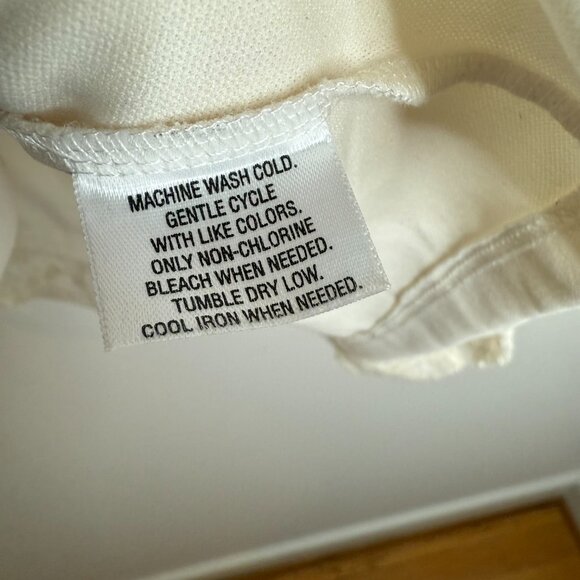 MACHINE WASH COLD.
GENTLE CYCLE
WITH LIKE COLORS.
ONLY NON-CHLORINE
BLEACH WHEN NEEDED.
TUMBLE DRY LOW.
COOL IRON WHEN NEEDED.